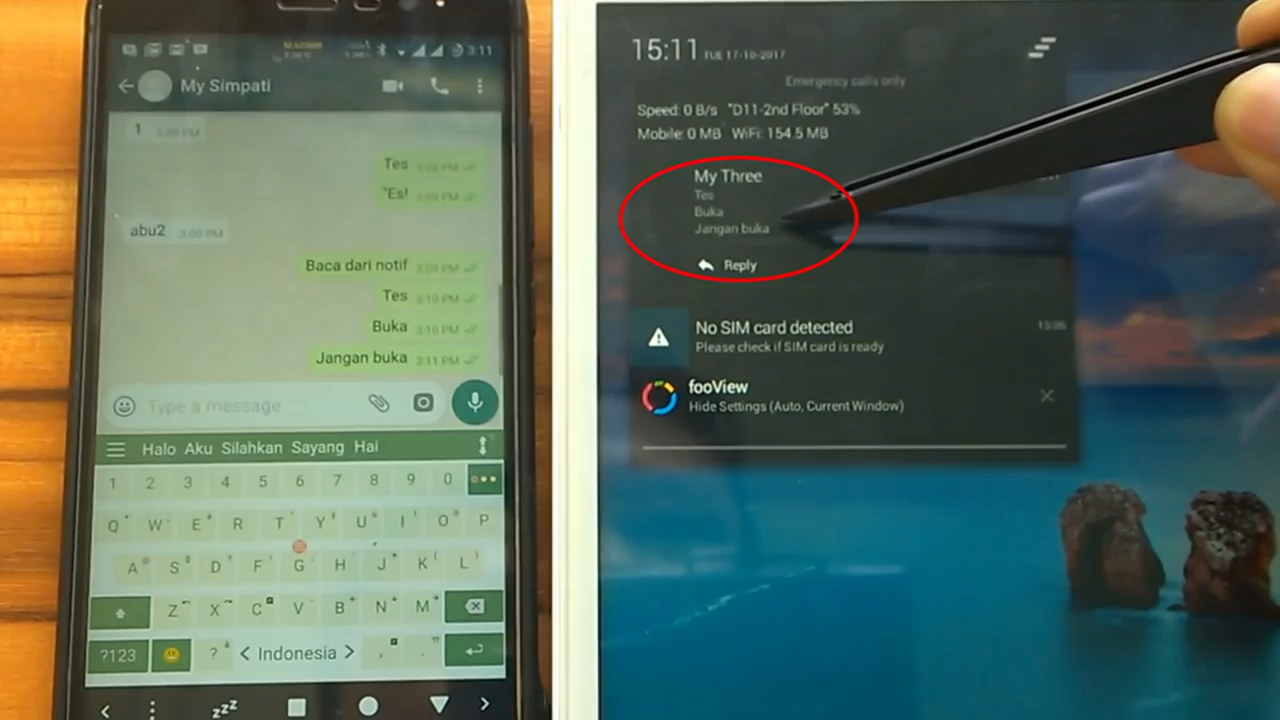 3:11
My Simpati
1 3:08 PM
Tes 3:08 PM
"Es! 3:09 PM
abu2 3:09 PM
Baca dari notif 3:09 PM
Tes 3:10 PM
Buka 3:10 PM
Jangan buka 3:11 PM
Type a message
Halo Aku Silahkan Sayang Hai
1 2 3 4 5 6 7 8 9 0
Q W E R T Y U I O P
A S D F G H J K L
Z X C V B N M
?123 ? < Indonesia > , .
zzZ
15:11 TUE 17-10-2017
Emergency calls only
Speed: 0 B/s "D11-2nd Floor" 53%
Mobile: 0 MB WiFi: 154.5 MB
My Three
Tes
Buka
Jangan buka
Reply
No SIM card detected 15:06
Please check if SIM card is ready
fooView
Hide Settings (Auto, Current Window)